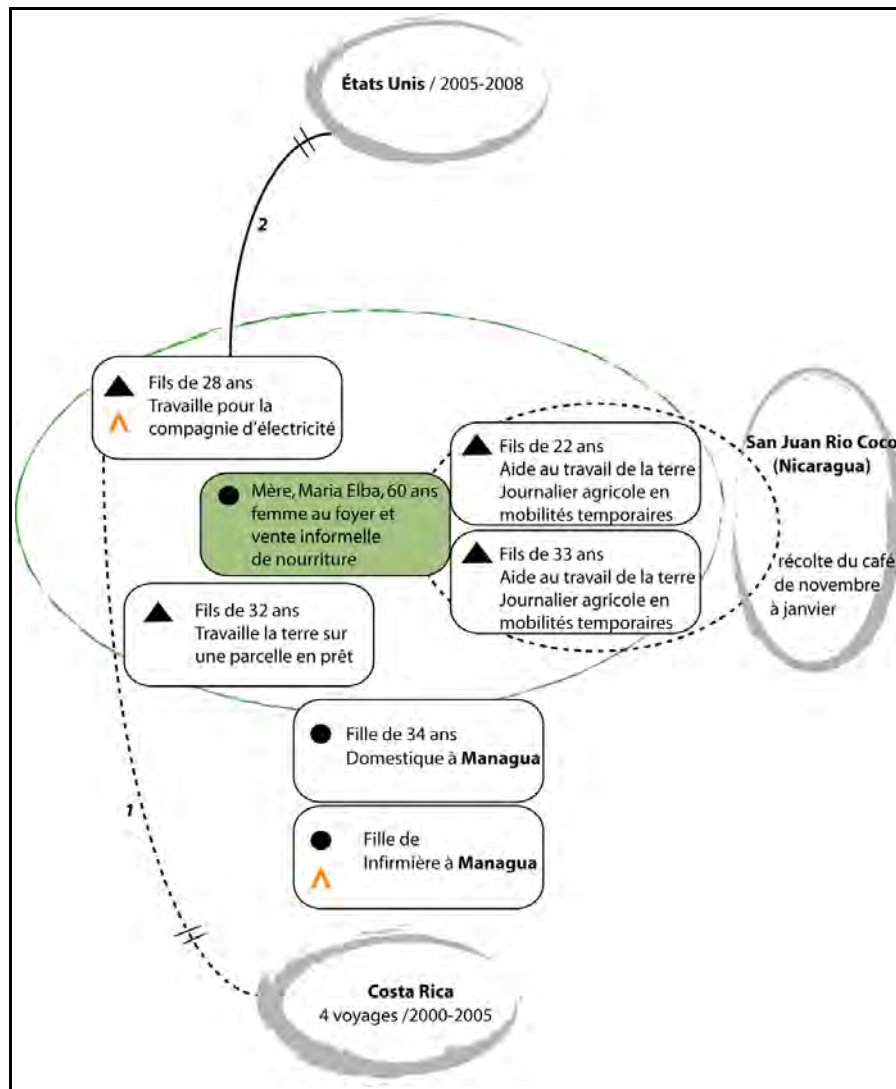 États Unis / 2005-2008
2
Fils de 28 ans
Travaille pour la
compagnie d'électricité
Fils de 22 ans
Aide au travail de la terre
Journalier agricole en
mobilités temporaires
San Juan Rio Coco
(Nicaragua)
Mère, Maria Elba, 60 ans
femme au foyer et
vente informelle
de nourriture
Fils de 33 ans
Aide au travail de la terre
Journalier agricole en
mobilités temporaires
récolte du café
de novembre
à janvier
Fils de 32 ans
Travaille la terre sur
une parcelle en prêt
Fille de 34 ans
Domestique à Managua
1
Fille de
Infirmière à Managua
Costa Rica
4 voyages /2000-2005